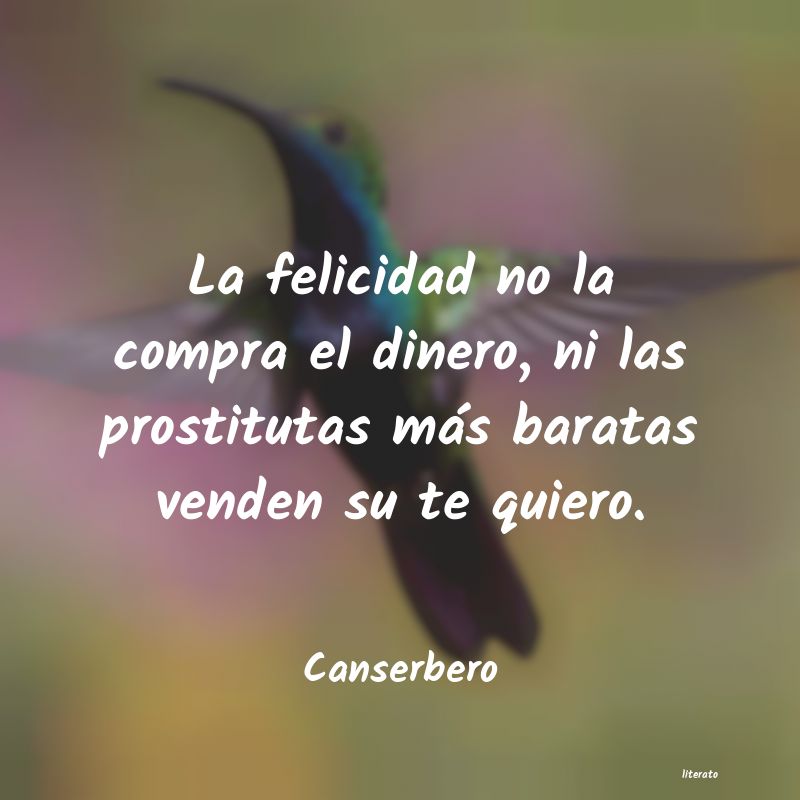 La felicidad no la
compra el dinero, ni las
prostitutas más baratas
venden su te quiero.
Canserbero
literato